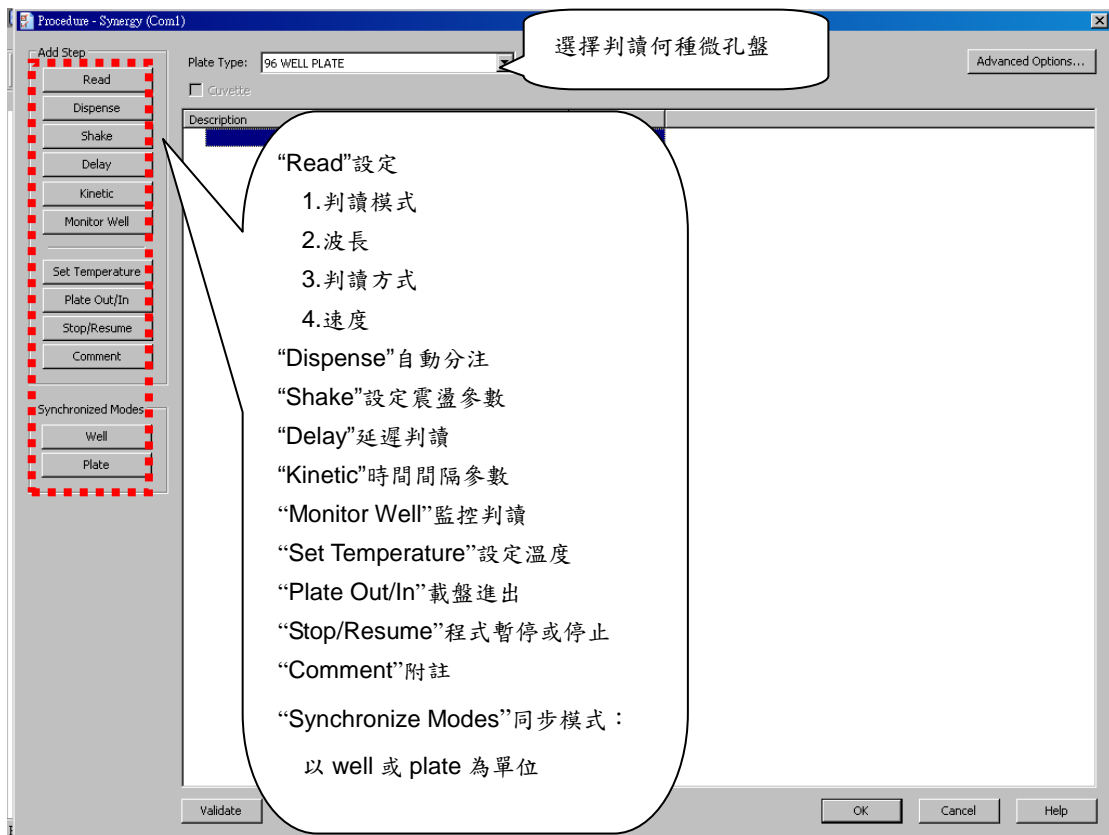 Procedure - Synergy (Com1)
Add Step
Read
Dispense
Shake
Delay
Kinetic
Monitor Well
Set Temperature
Plate Out/In
Stop/Resume
Comment
Synchronized Modes
Well
Plate
Plate Type: 96 WELL PLATE
選擇判讀何種微孔盤
Advanced Options...
Cuvette
Description
“Read”設定
1.判讀模式
2.波長
3.判讀方式
4.速度
“Dispense”自動分注
“Shake”設定震盪參數
“Delay”延遲判讀
“Kinetic”時間間隔參數
“Monitor Well”監控判讀
“Set Temperature”設定溫度
“Plate Out/In”載盤進出
“Stop/Resume”程式暫停或停止
“Comment”附註
“Synchronize Modes”同步模式：
以 well 或 plate 為單位
Validate
OK
Cancel
Help